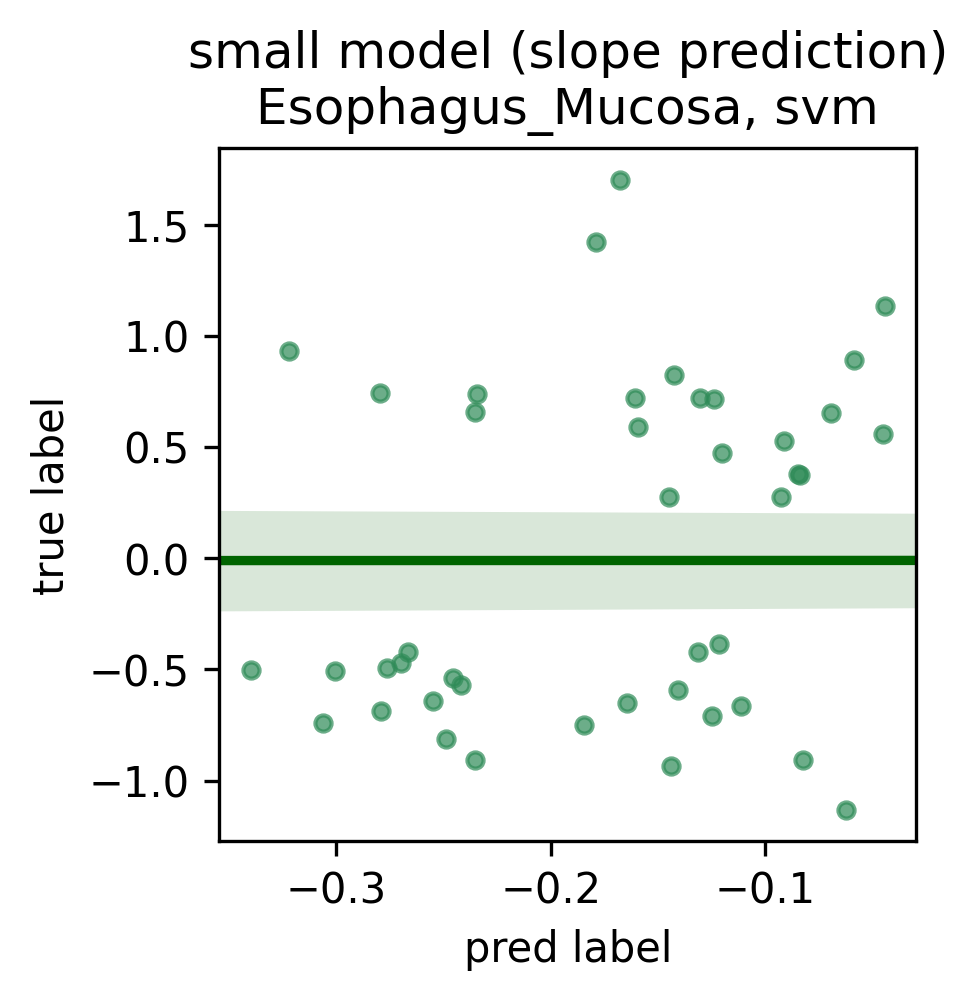 small model (slope prediction)
Esophagus_Mucosa, svm
1.5
1.0
0.5
0.0
−0.5
−1.0
true label
−0.3
−0.2
−0.1
pred label